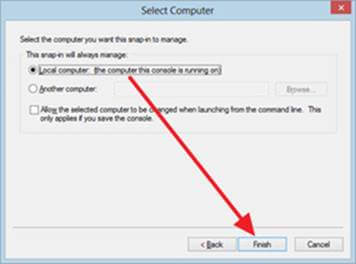 Select Computer
Select the computer you want this snap-in to manage.
This snap-in will always manage:
Local computer: (the computer this console is running on)
Another computer:
Browse...
Allow the selected computer to be changed when launching from the command line. This
only applies if you save the console.
< Back
Finish
Cancel